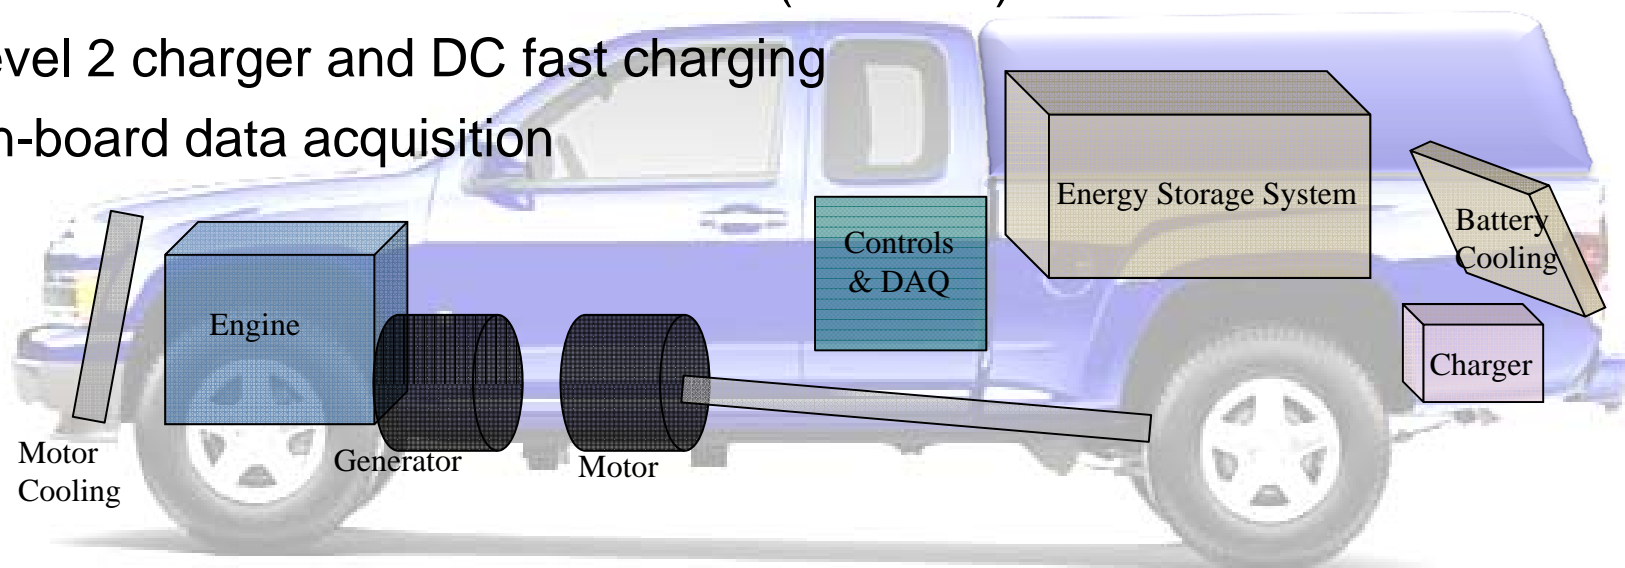 evel 2 charger and DC fast charging
n-board data acquisition
Energy Storage System
Battery
Cooling
Controls
& DAQ
Engine
Charger
Motor
Cooling
Generator
Motor